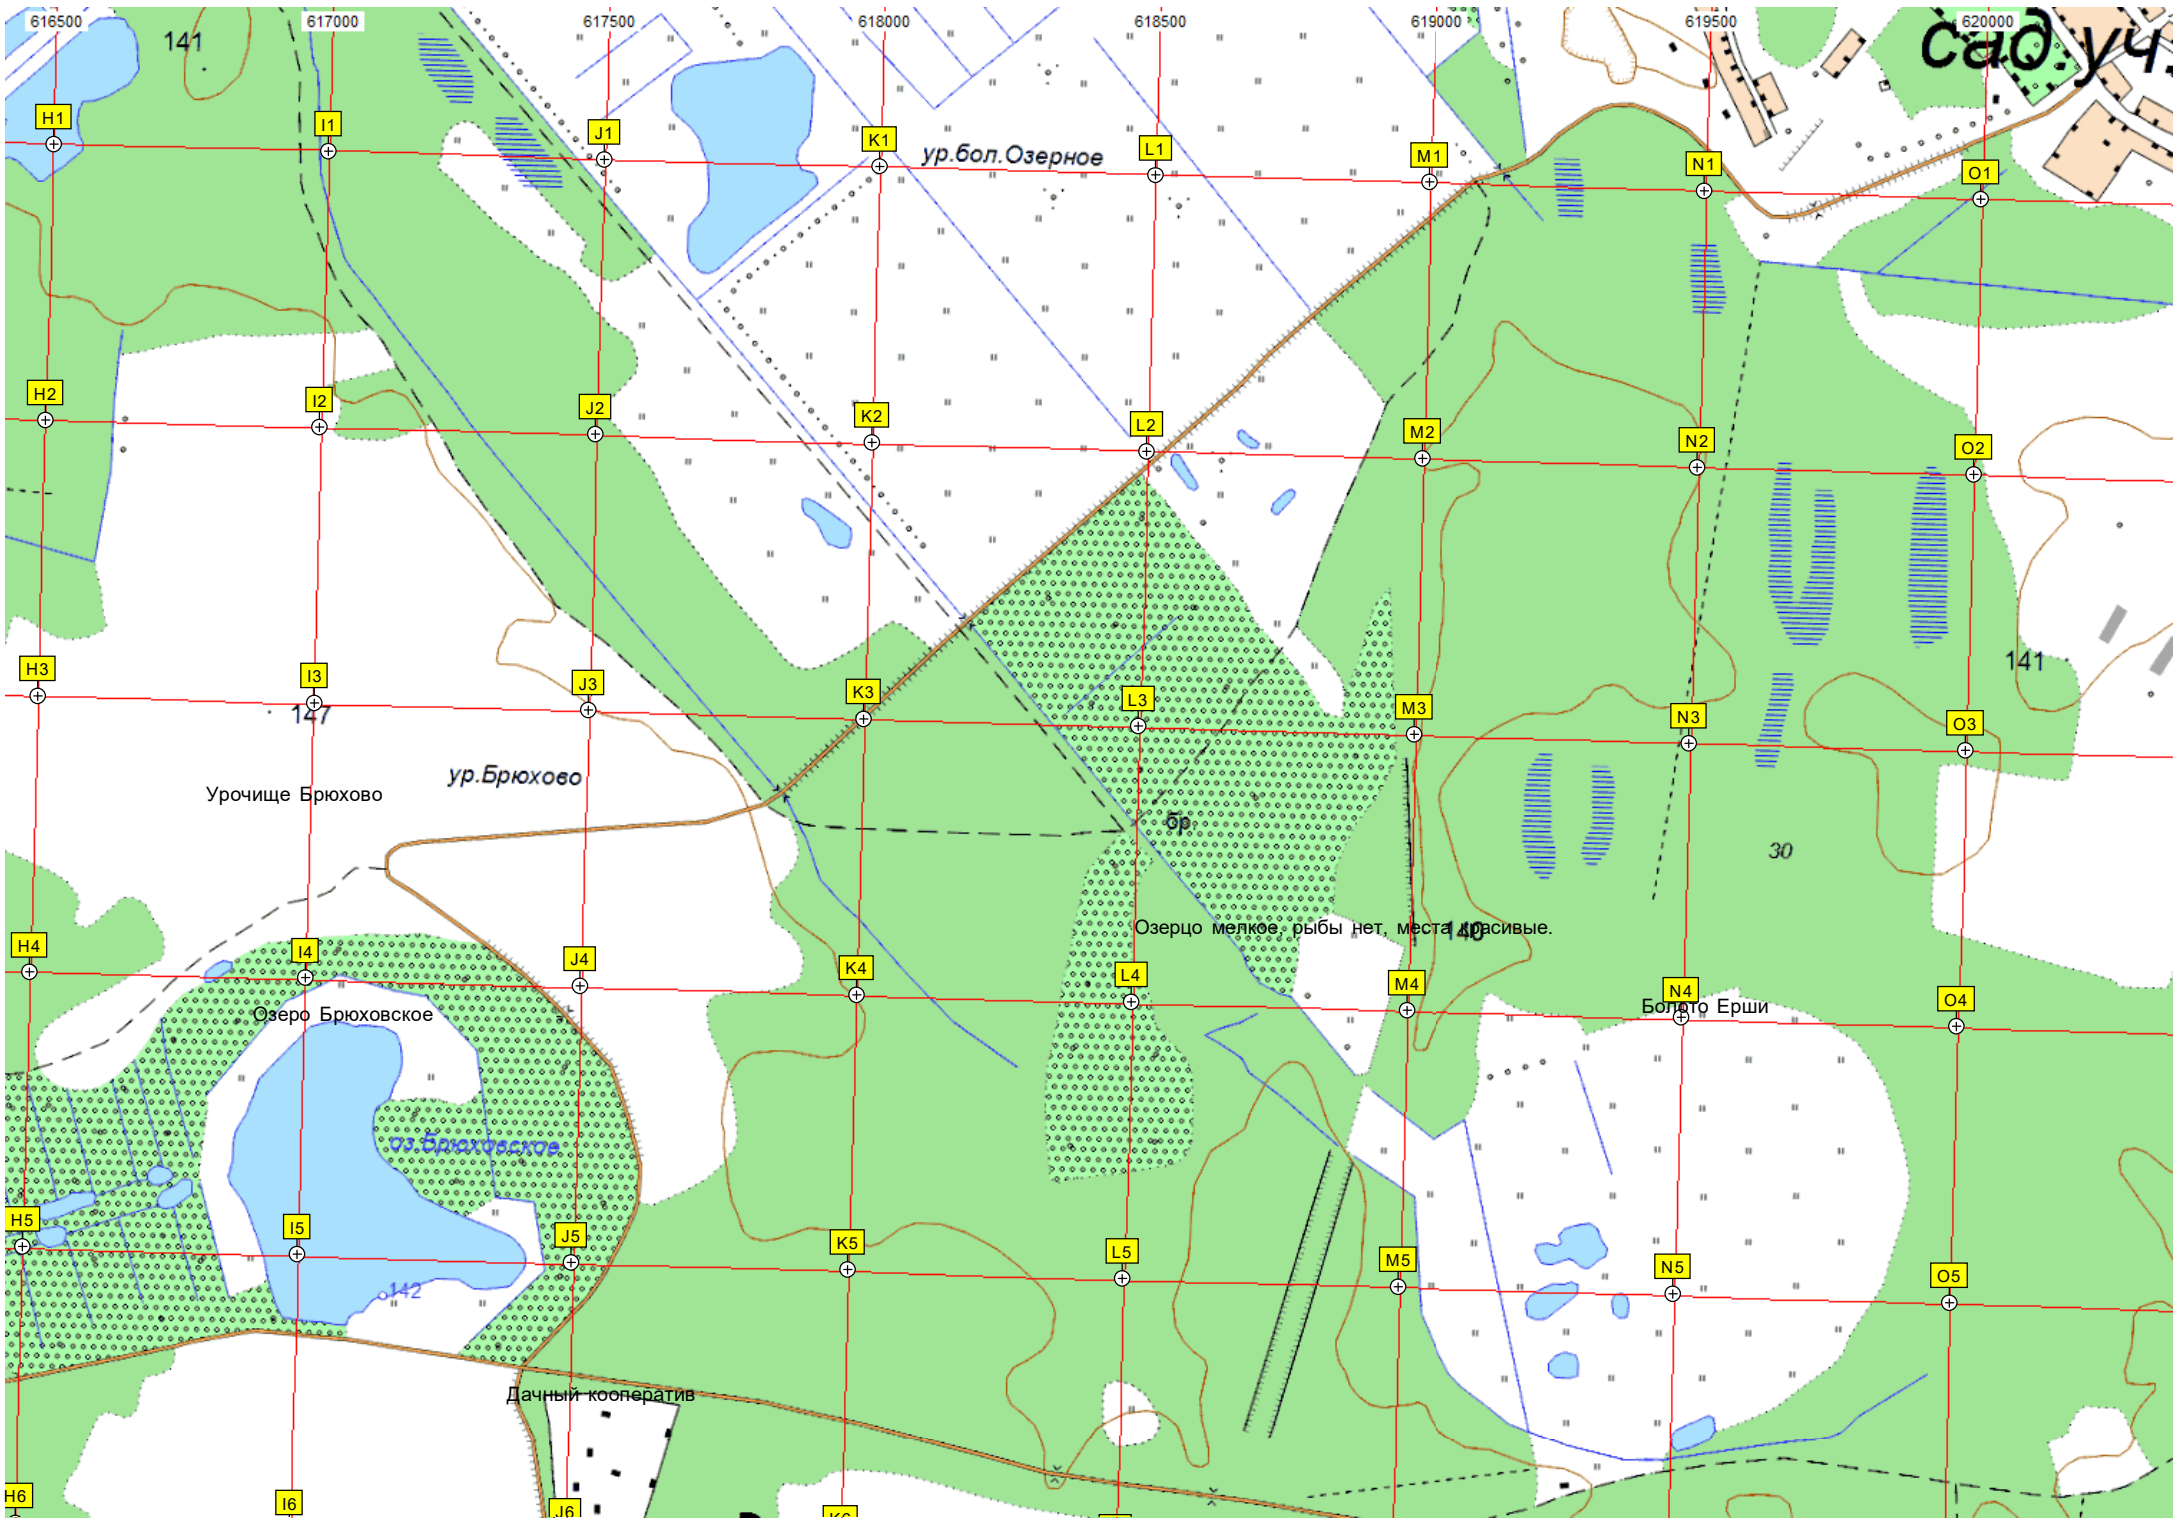 616500 617000 617500 618000 618500 619000 619500 620000
141
сад.уч.
H1 I1 J1 K1 L1 M1 N1 O1
ур.бол.Озерное
H2 I2 J2 K2 L2 M2 N2 O2
141
H3 I3 J3 K3 L3 M3 N3 O3
147
ур.Брюхово
Урочище Брюхово
бр.
30
Озерцо мелкое, рыбы нет, места красивые.
140
H4 I4 J4 K4 L4 M4 N4 O4
Болото Ерши
Озеро Брюховское
оз.Брюховское
H5 I5 J5 K5 L5 M5 N5 O5
142
Дачный кооператив
H6 I6 J6 K6